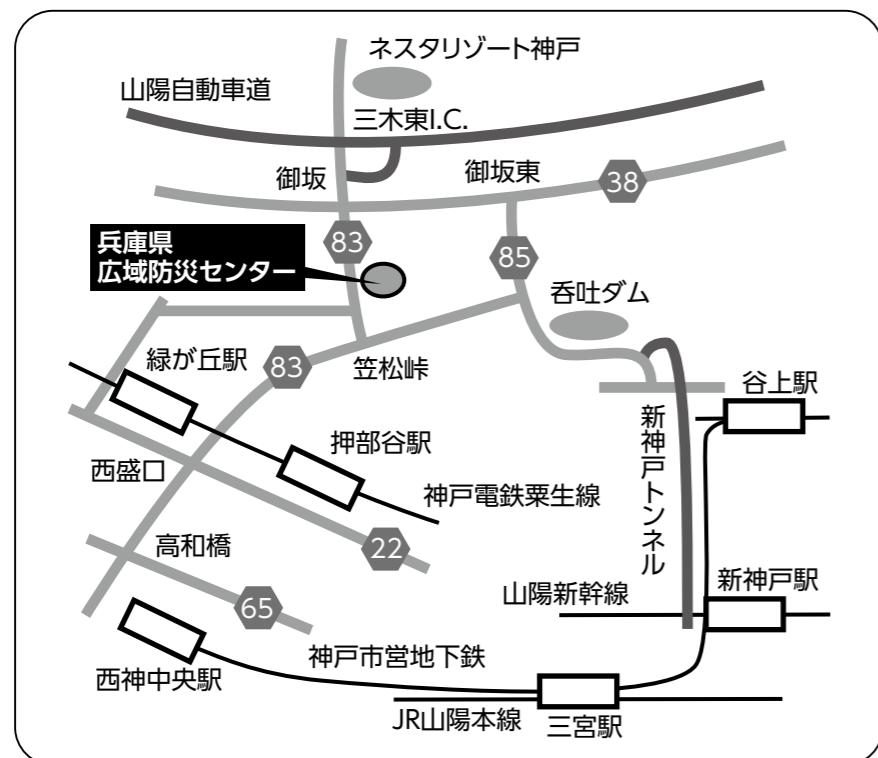 ネスタリゾート神戸
山陽自動車道
三木東I.C.
御坂
御坂東
38
兵庫県
広域防災センター
83
85
呑吐ダム
緑が丘駅
83
笠松峠
谷上駅
新神戸トンネル
押部谷駅
西盛口
神戸電鉄粟生線
高和橋
22
65
山陽新幹線
新神戸駅
西神中央駅
神戸市営地下鉄
JR山陽本線
三宮駅